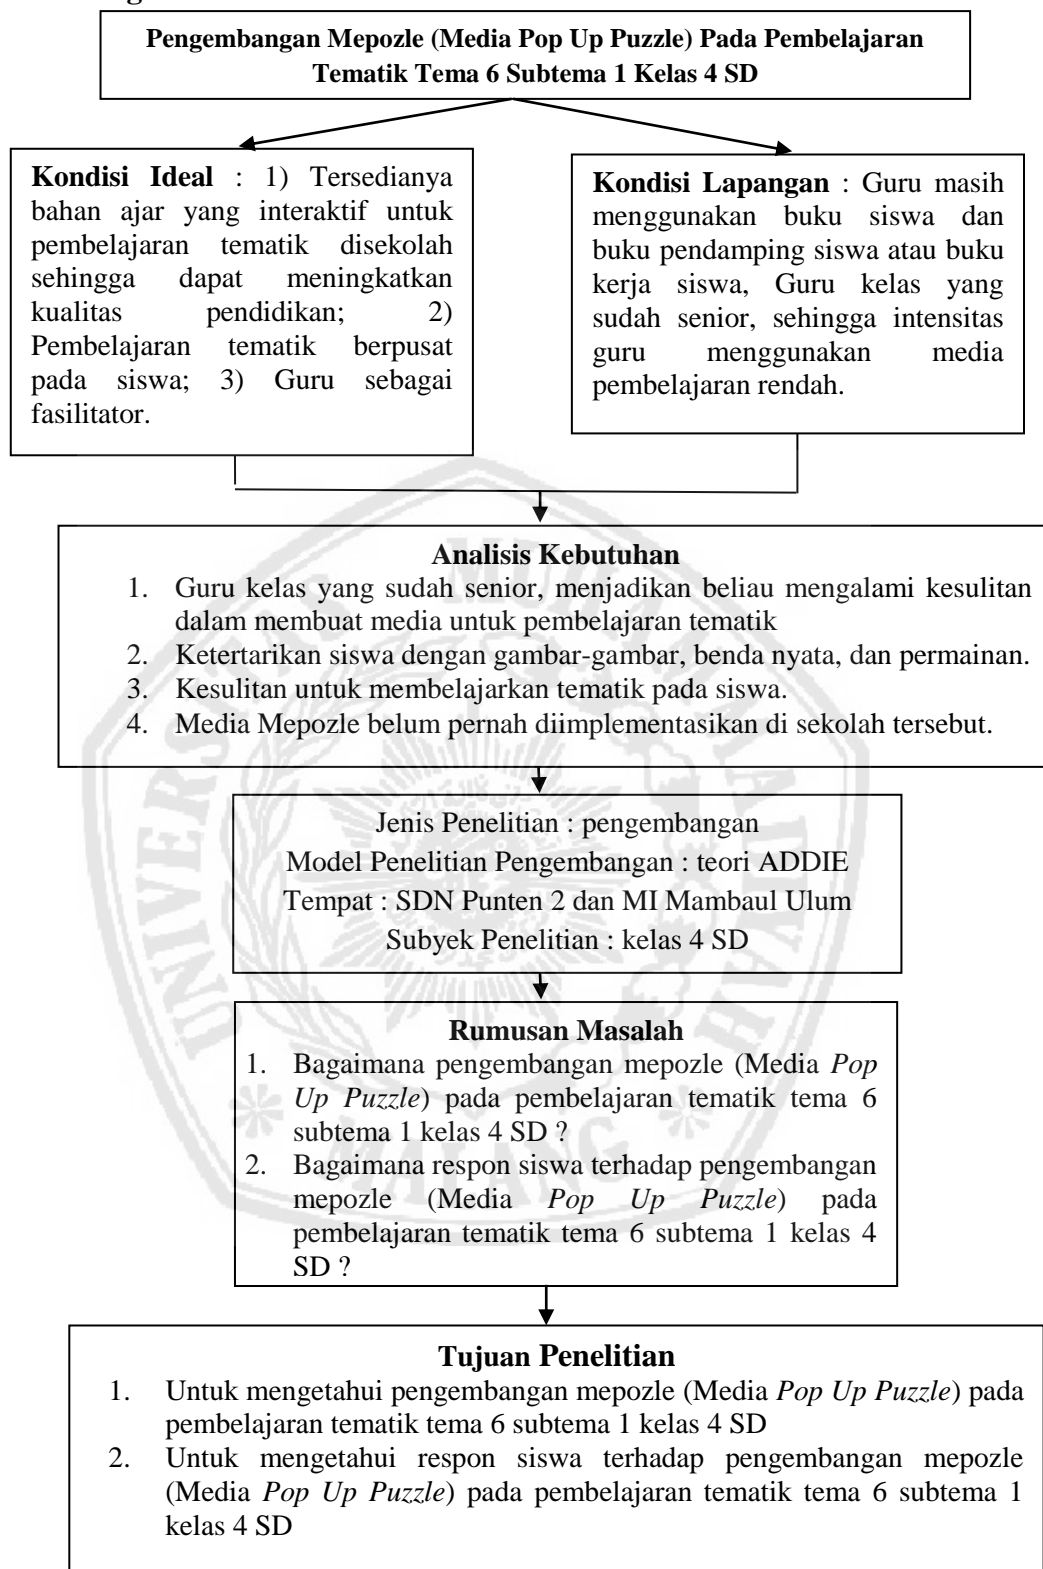 Pengembangan Mepozle (Media Pop Up Puzzle) Pada Pembelajaran
Tematik Tema 6 Subtema 1 Kelas 4 SD
Kondisi Ideal : 1) Tersedianya
bahan ajar yang interaktif untuk
pembelajaran tematik disekolah
sehingga dapat meningkatkan
kualitas pendidikan; 2)
Pembelajaran tematik berpusat
pada siswa; 3) Guru sebagai
fasilitator.
Kondisi Lapangan : Guru masih
menggunakan buku siswa dan
buku pendamping siswa atau buku
kerja siswa, Guru kelas yang
sudah senior, sehingga intensitas
guru menggunakan media
pembelajaran rendah.
Analisis Kebutuhan
1. Guru kelas yang sudah senior, menjadikan beliau mengalami kesulitan
dalam membuat media untuk pembelajaran tematik
2. Ketertarikan siswa dengan gambar-gambar, benda nyata, dan permainan.
3. Kesulitan untuk membelajarkan tematik pada siswa.
4. Media Mepozle belum pernah diimplementasikan di sekolah tersebut.
Jenis Penelitian : pengembangan
Model Penelitian Pengembangan : teori ADDIE
Tempat : SDN Punten 2 dan MI Mambaul Ulum
Subyek Penelitian : kelas 4 SD
Rumusan Masalah
1. Bagaimana pengembangan mepozle (Media Pop
Up Puzzle) pada pembelajaran tematik tema 6
subtema 1 kelas 4 SD ?
2. Bagaimana respon siswa terhadap pengembangan
mepozle (Media Pop Up Puzzle) pada
pembelajaran tematik tema 6 subtema 1 kelas 4
SD ?
Tujuan Penelitian
1. Untuk mengetahui pengembangan mepozle (Media Pop Up Puzzle) pada
pembelajaran tematik tema 6 subtema 1 kelas 4 SD
2. Untuk mengetahui respon siswa terhadap pengembangan mepozle
(Media Pop Up Puzzle) pada pembelajaran tematik tema 6 subtema 1
kelas 4 SD
UNIVERSITAS MUHAMMADIYAH
MALANG